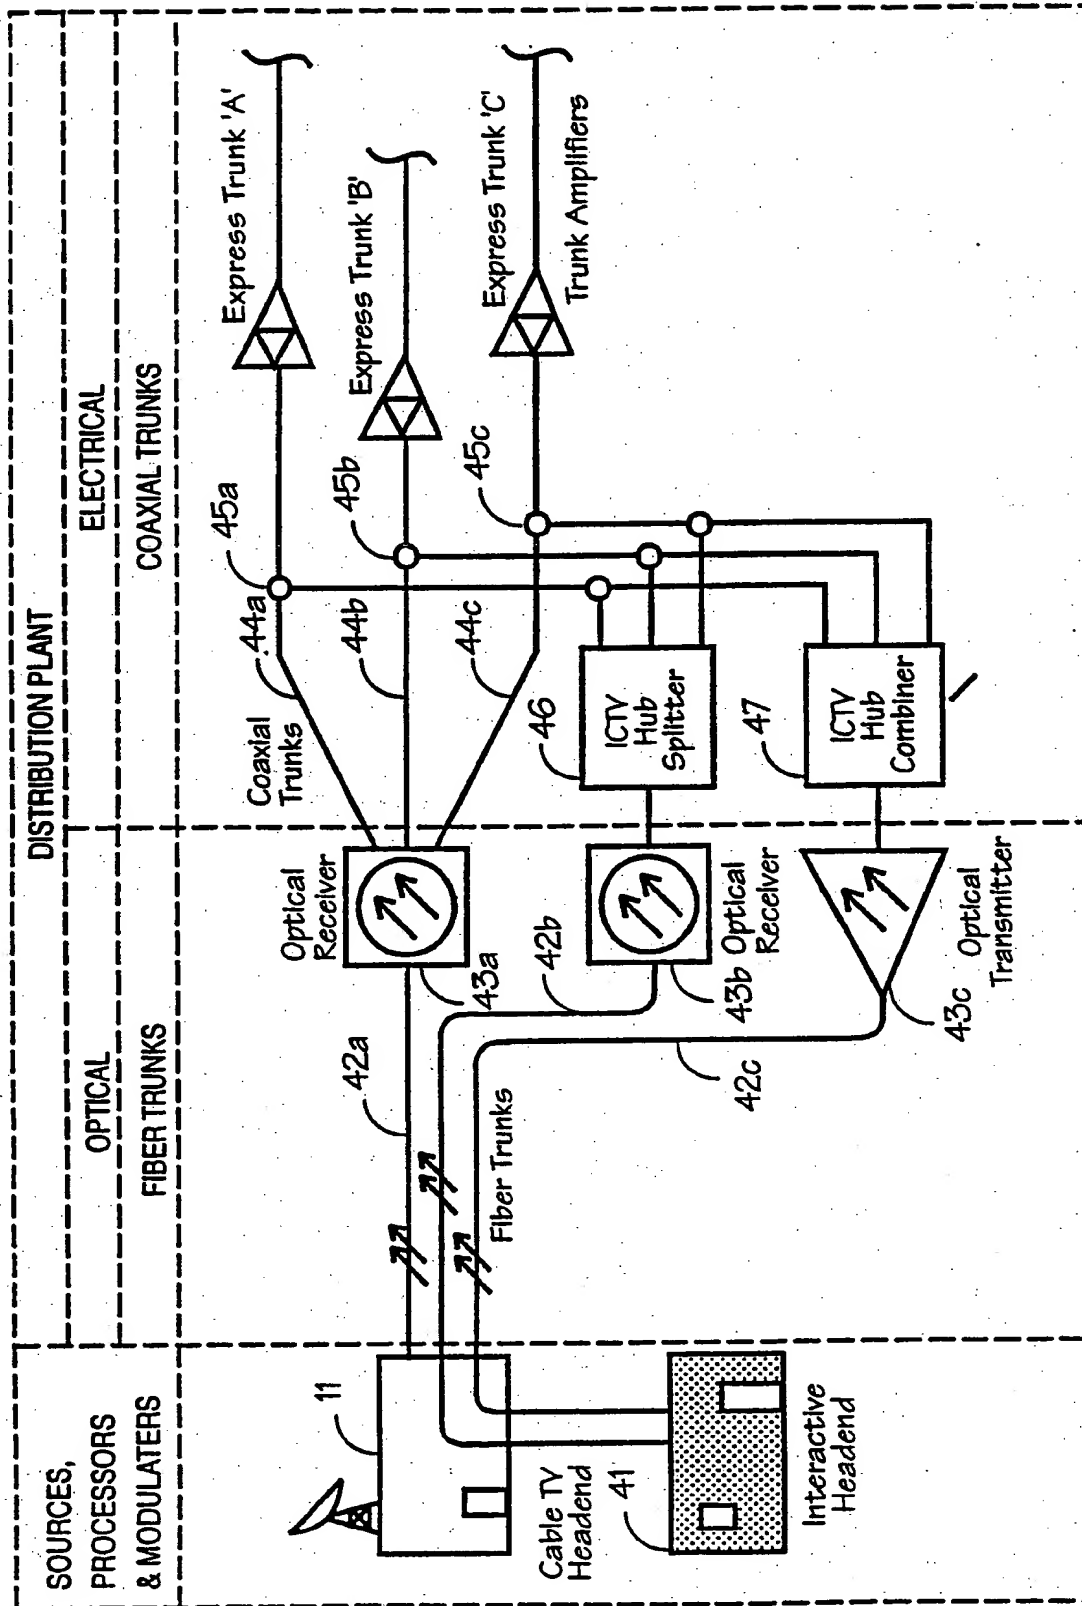 DISTRIBUTION PLANT
SOURCES,
PROCESSORS
& MODULATERS
OPTICAL
ELECTRICAL
FIBER TRUNKS
COAXIAL TRUNKS
11
Cable TV
Headend
41
Interactive
Headend
42a
42b
42c
Fiber Trunks
Optical
Receiver
43a
43b
Optical
Receiver
43c
Optical
Transmitter
Coaxial
Trunks
44a
44b
44c
45a
45b
45c
46
ICTV
Hub
Splitter
47
ICTV
Hub
Combiner
Express Trunk 'A'
Express Trunk 'B'
Express Trunk 'C'
Trunk Amplifiers